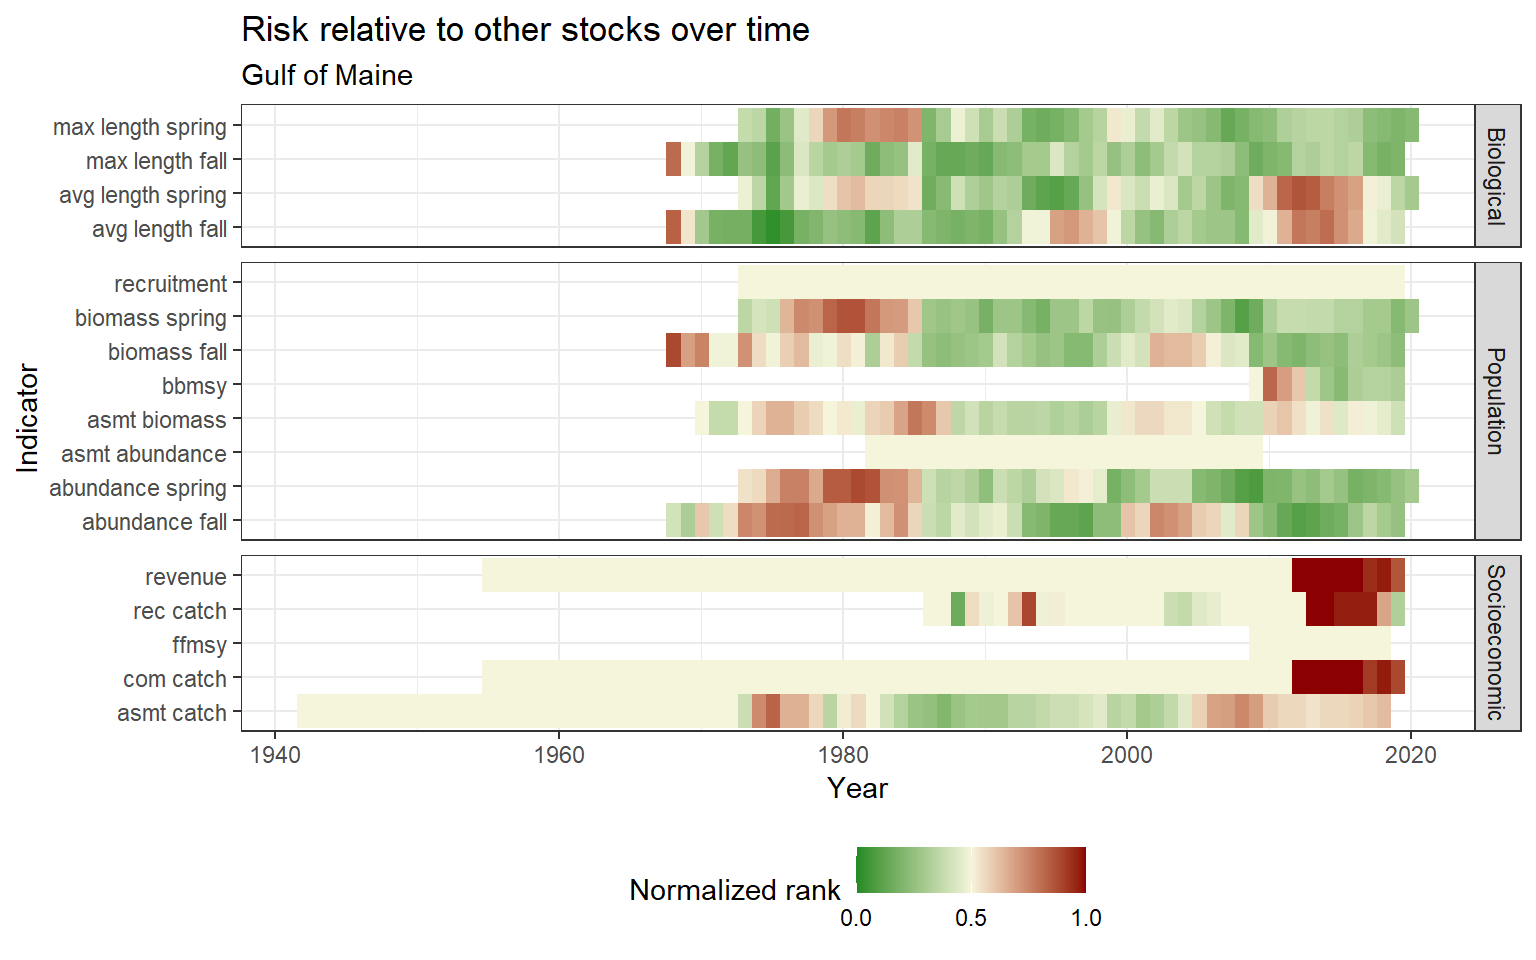 Risk relative to other stocks over time
Gulf of Maine
max length spring
max length fall
avg length spring
avg length fall
Biological
recruitment
biomass spring
biomass fall
bbmsy
asmt biomass
asmt abundance
abundance spring
abundance fall
Population
revenue
rec catch
ffmsy
com catch
asmt catch
Socioeconomic
Indicator
1940 1960 1980 2000 2020
Year
Normalized rank
0.0 0.5 1.0